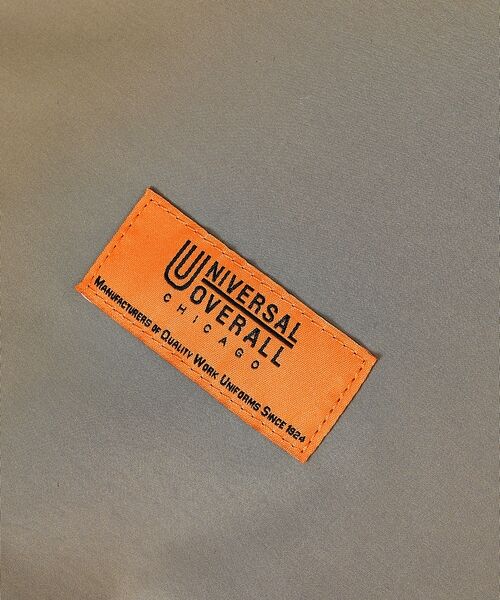 UNIVERSAL
OVERALL
CHICAGO
MANUFACTURERS OF QUALITY WORK UNIFORMS SINCE 1924